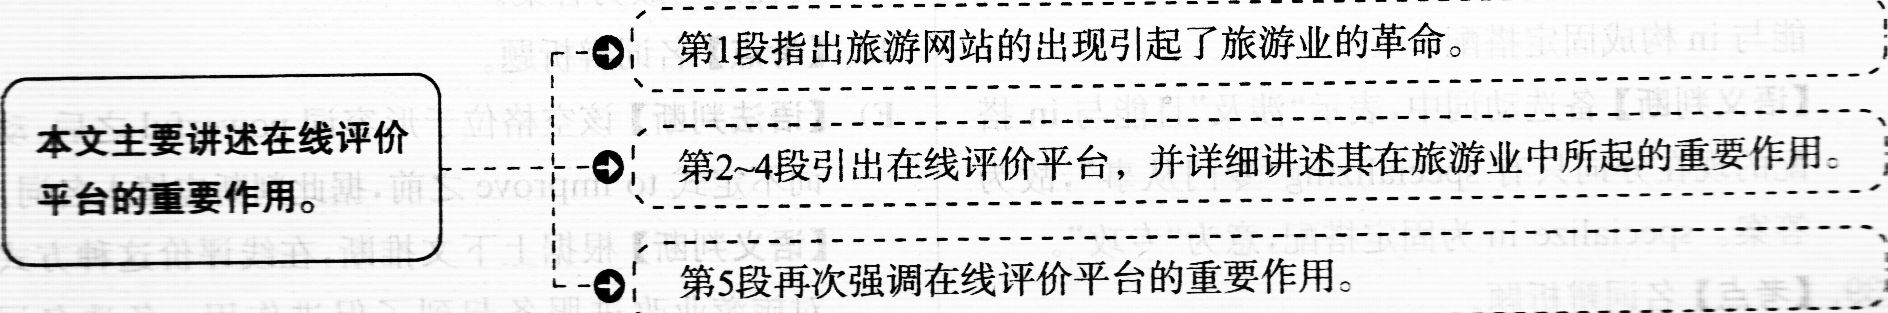 第1段指出旅游网站的出现引起了旅游业的革命。
本文主要讲述在线评价
平台的重要作用。
第2~4段引出在线评价平台，并详细讲述其在旅游业中所起的重要作用。
第5段再次强调在线评价平台的重要作用。